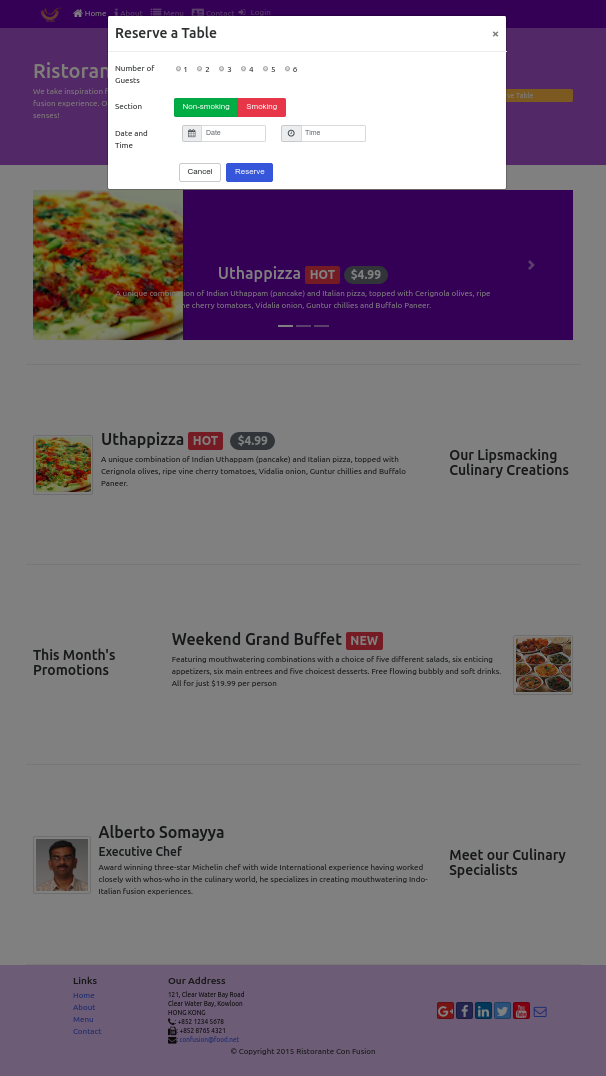 Home About Menu Contact Login
Reserve a Table ×
Ristoran
We take inspiration f
fusion experience. O
senses!
ve Table
Number of Guests 1 2 3 4 5 6
Section Non-smoking Smoking
Date and Time Date Time
Cancel Reserve
Uthappizza HOT $4.99
A unique combination of Indian Uthappam (pancake) and Italian pizza, topped with Cerignola olives, ripe
ne cherry tomatoes, Vidalia onion, Guntur chillies and Buffalo Paneer.
Uthappizza HOT $4.99
A unique combination of Indian Uthappam (pancake) and Italian pizza, topped with
Cerignola olives, ripe vine cherry tomatoes, Vidalia onion, Guntur chillies and Buffalo
Paneer.
Our Lipsmacking
Culinary Creations
This Month's
Promotions
Weekend Grand Buffet NEW
Featuring mouthwatering combinations with a choice of five different salads, six enticing
appetizers, six main entrees and five choicest desserts. Free flowing bubbly and soft drinks.
All for just $19.99 per person
Alberto Somayya
Executive Chef
Award winning three-star Michelin chef with wide International experience having worked
closely with whos-who in the culinary world, he specializes in creating mouthwatering Indo-
Italian fusion experiences.
Meet our Culinary
Specialists
Links
Home
About
Menu
Contact
Our Address
121, Clear Water Bay Road
Clear Water Bay, Kowloon
HONG KONG
: +852 1234 5678
: +852 8765 4321
: confusion@food.net
© Copyright 2015 Ristorante Con Fusion